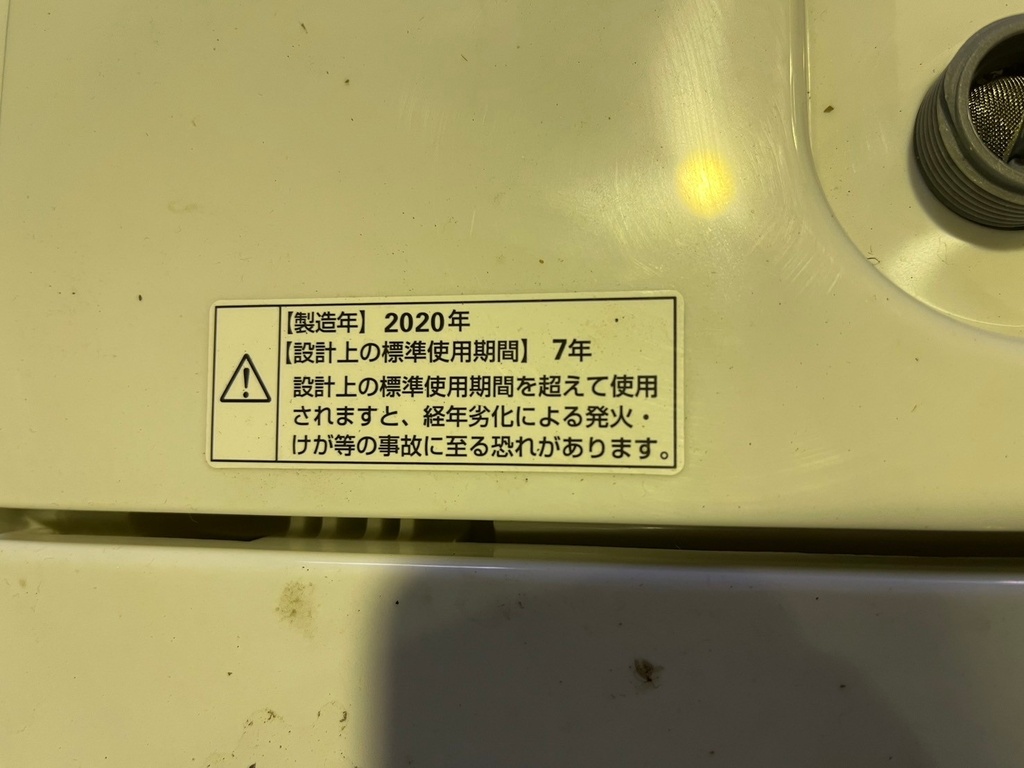 【製造年】 2020年
【設計上の標準使用期間】 7年
設計上の標準使用期間を超えて使用
されますと、経年劣化による発火・
けが等の事故に至る恐れがあります。